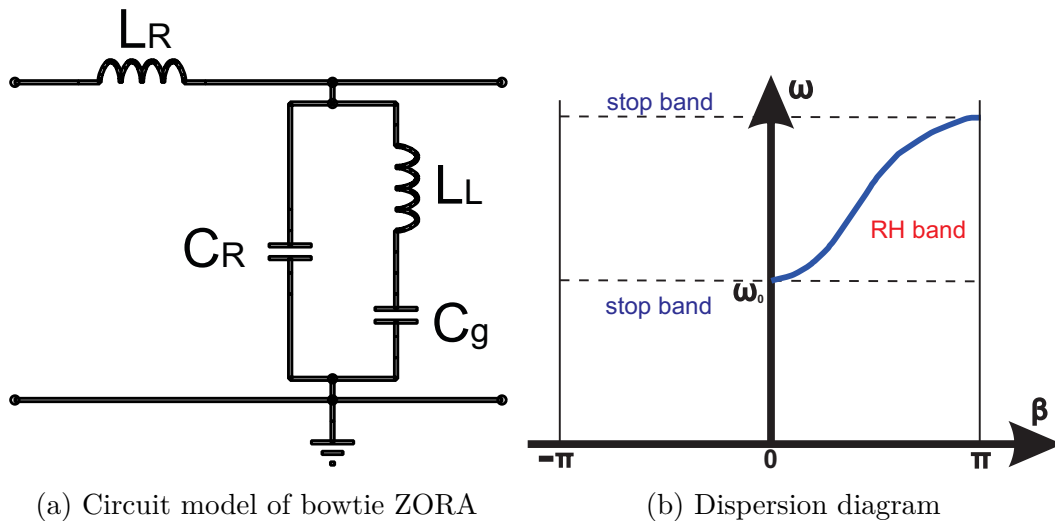 LR
CR
LL
Cg
(a) Circuit model of bowtie ZORA
ω
stop band
RH band
ω₀
stop band
β
-π
0
π
(b) Dispersion diagram